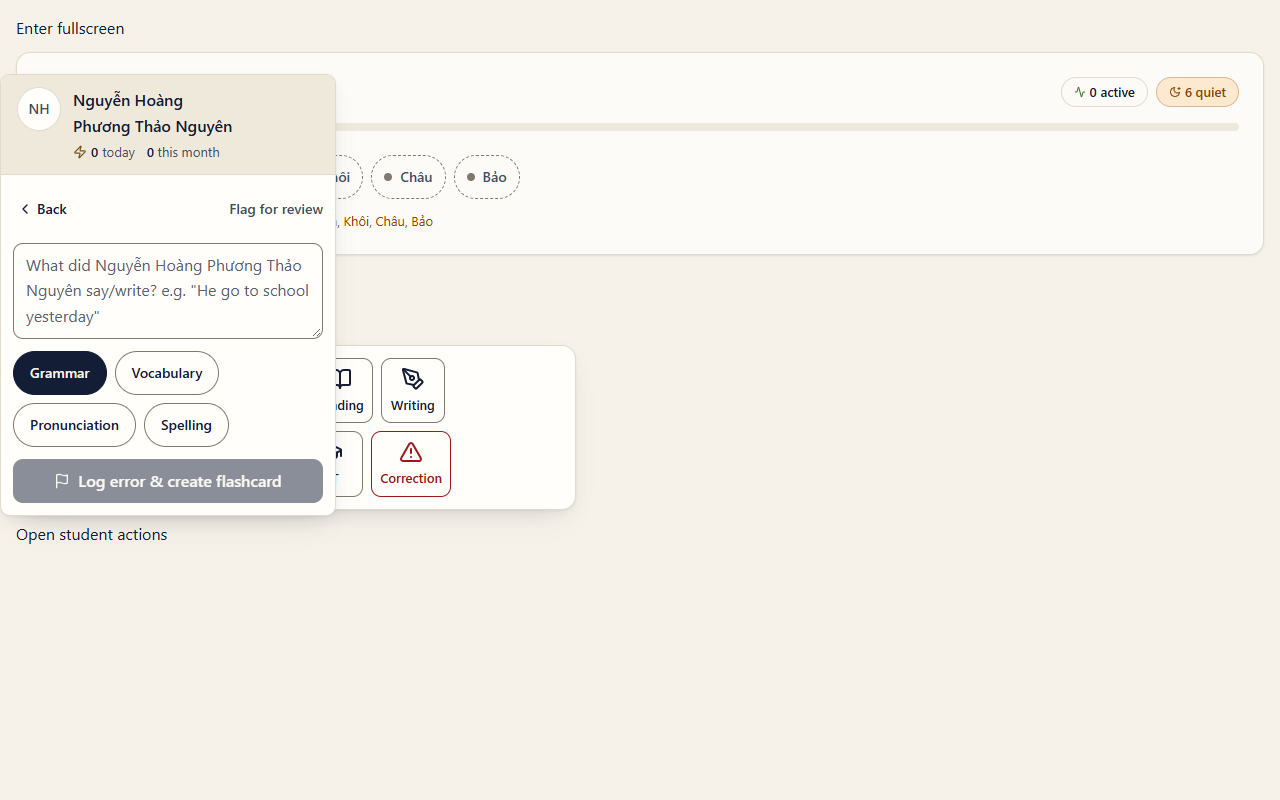 Enter fullscreen
0 active
6 quiet
NH
Nguyễn Hoàng
Phương Thảo Nguyên
0 today 0 this month
Châu
Bảo
Back
Flag for review
, Khôi, Châu, Bảo
What did Nguyễn Hoàng Phương Thảo
Nguyên say/write? e.g. "He go to school
yesterday"
Grammar
Vocabulary
Writing
Pronunciation
Spelling
Correction
Log error & create flashcard
Open student actions